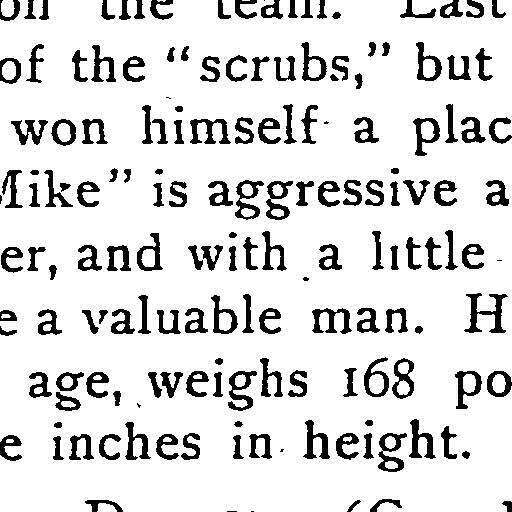 on the team. Last
of the “scrubs,” but
won himself a plac
Mike” is aggressive a
er, and with a little
e a valuable man. H
age, weighs 168 po
e inches in height.